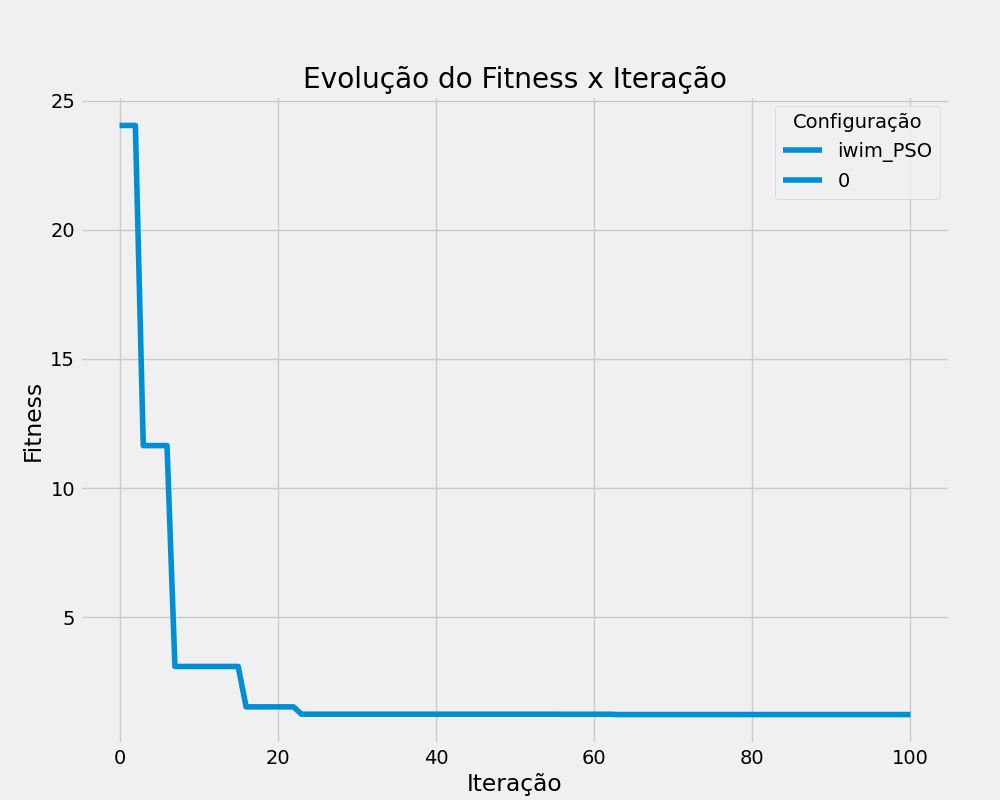 Evolução do Fitness x Iteração
Configuração
iwim_PSO
0
Fitness
25
20
15
10
5
0 20 40 60 80 100
Iteração